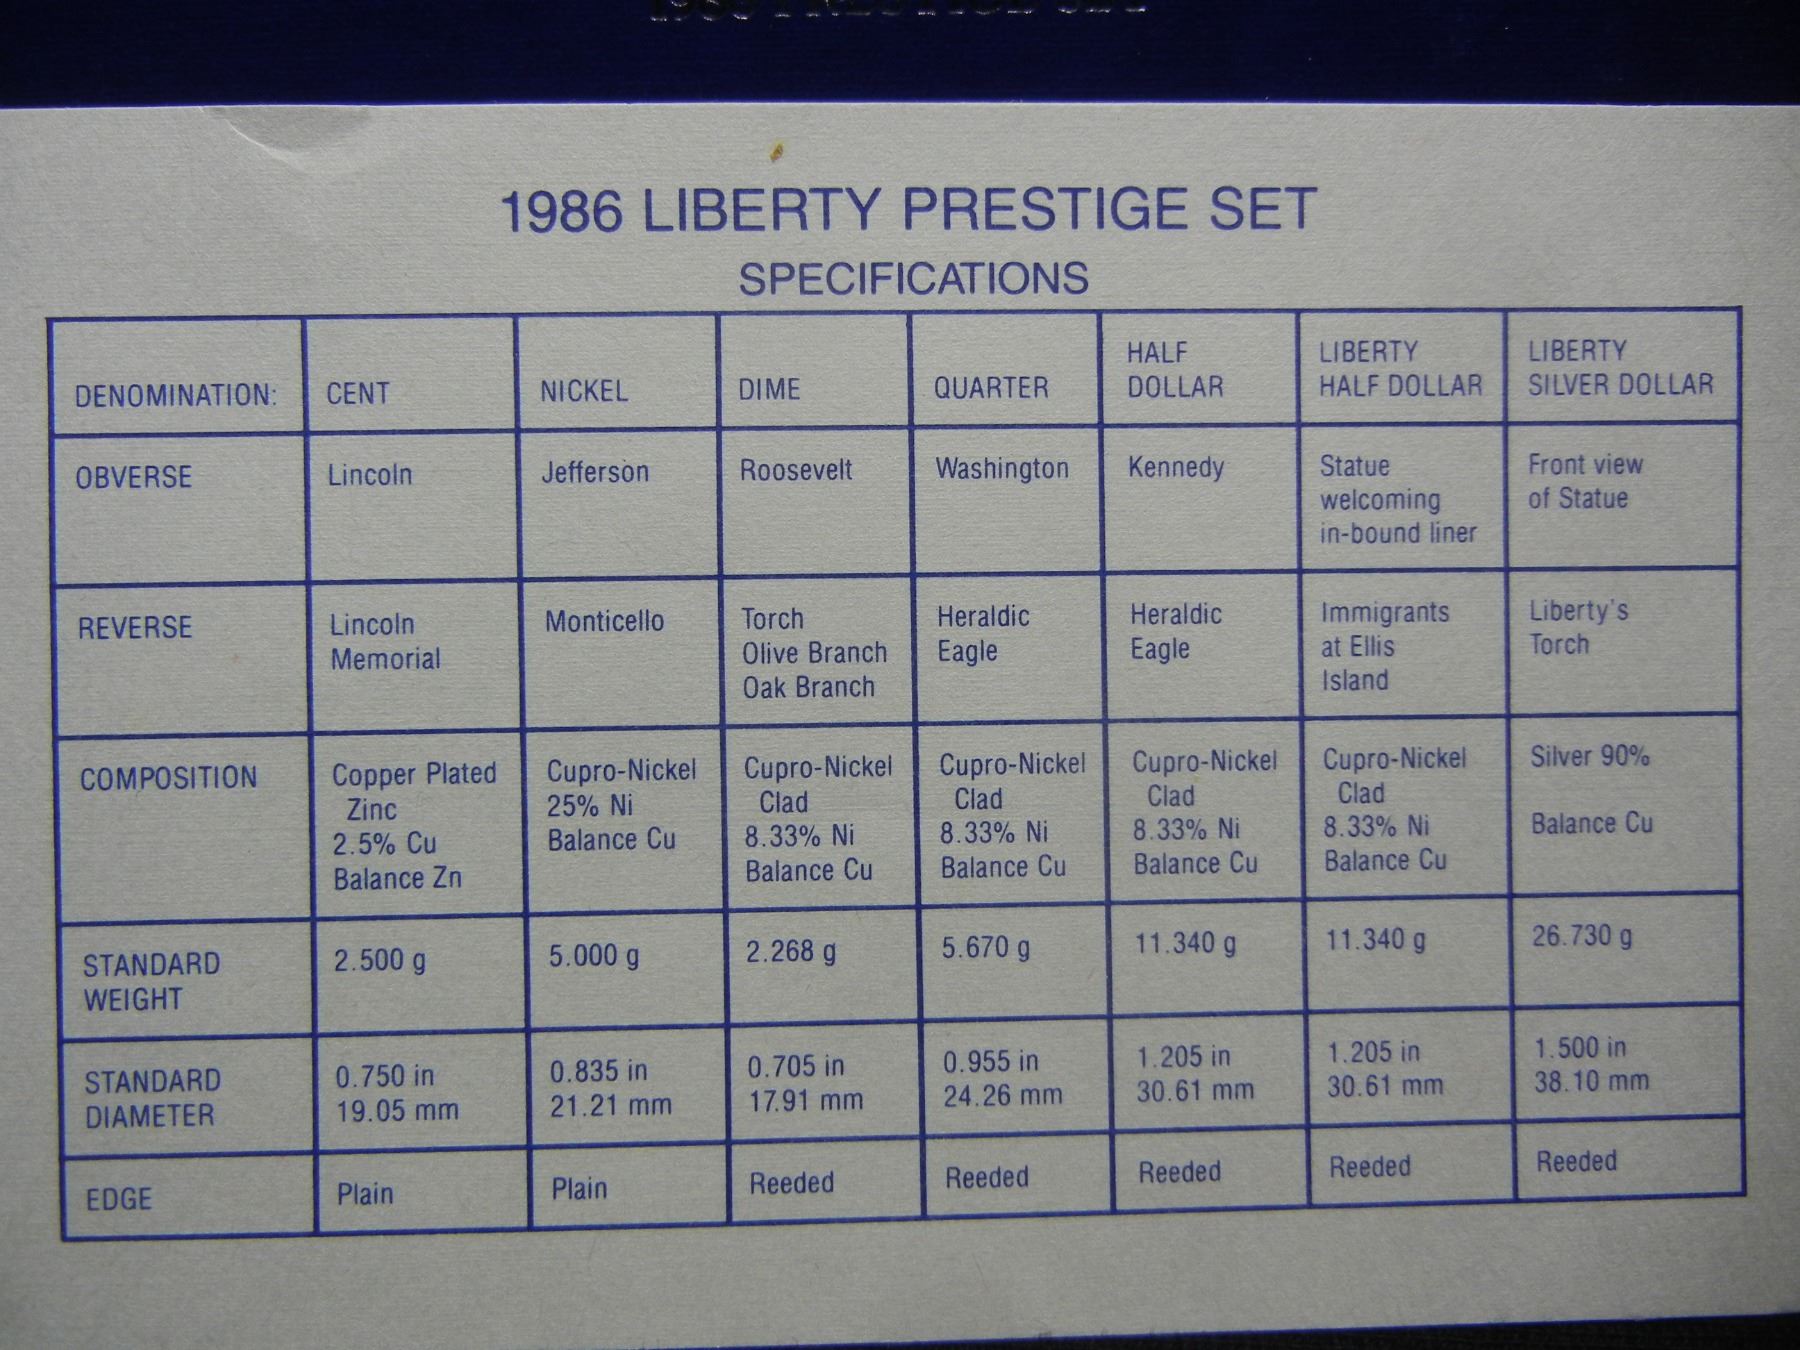 1986 LIBERTY PRESTIGE SET
SPECIFICATIONS
DENOMINATION: CENT NICKEL DIME QUARTER HALF DOLLAR LIBERTY HALF DOLLAR LIBERTY SILVER DOLLAR
OBVERSE Lincoln Jefferson Roosevelt Washington Kennedy Statue welcoming in-bound liner Front view of Statue
REVERSE Lincoln Memorial Monticello Torch Olive Branch Oak Branch Heraldic Eagle Heraldic Eagle Immigrants at Ellis Island Liberty's Torch
COMPOSITION Copper Plated Zinc 2.5% Cu Balance Zn Cupro-Nickel 25% Ni Balance Cu Cupro-Nickel Clad 8.33% Ni Balance Cu Cupro-Nickel Clad 8.33% Ni Balance Cu Cupro-Nickel Clad 8.33% Ni Balance Cu Cupro-Nickel Clad 8.33% Ni Balance Cu Silver 90% Balance Cu
STANDARD WEIGHT 2.500 g 5.000 g 2.268 g 5.670 g 11.340 g 11.340 g 26.730 g
STANDARD DIAMETER 0.750 in 19.05 mm 0.835 in 21.21 mm 0.705 in 17.91 mm 0.955 in 24.26 mm 1.205 in 30.61 mm 1.205 in 30.61 mm 1.500 in 38.10 mm
EDGE Plain Plain Reeded Reeded Reeded Reeded Reeded